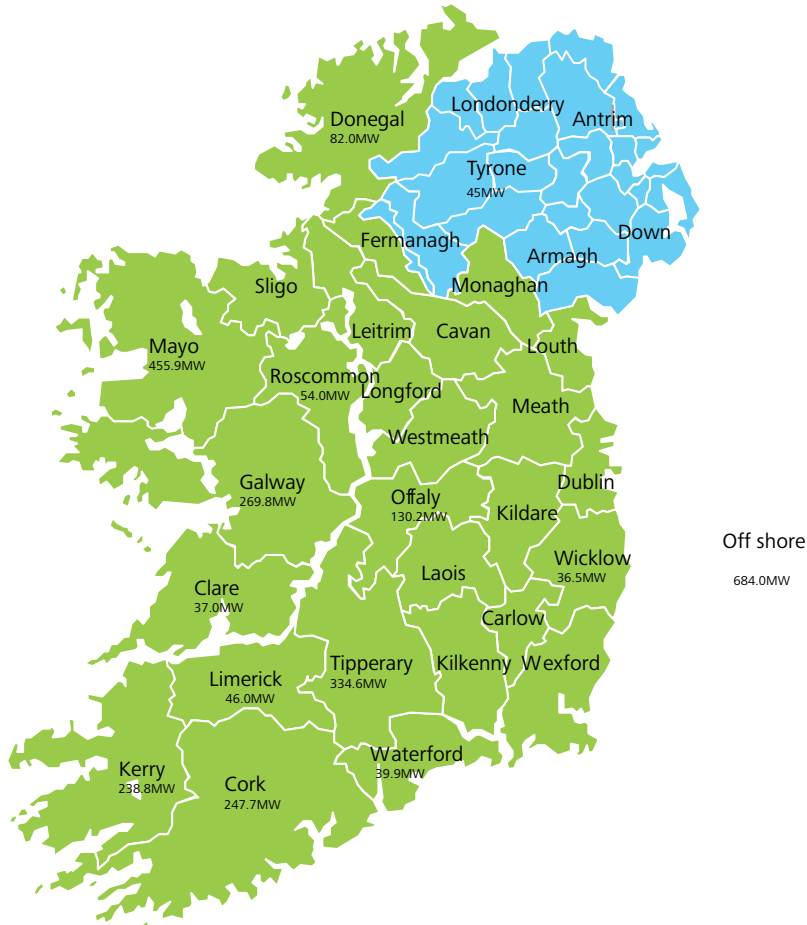 Londonderry
Donegal
82.0MW
Antrim
Tyrone
45MW
Fermanagh
Down
Armagh
Sligo
Monaghan
Leitrim
Cavan
Mayo
455.9MW
Louth
Roscommon
54.0MW
Longford
Meath
Westmeath
Galway
269.8MW
Dublin
Offaly
130.2MW
Kildare
Off shore
684.0MW
Wicklow
36.5MW
Laois
Clare
37.0MW
Carlow
Tipperary
334.6MW
Kilkenny
Wexford
Limerick
46.0MW
Waterford
39.9MW
Kerry
238.8MW
Cork
247.7MW